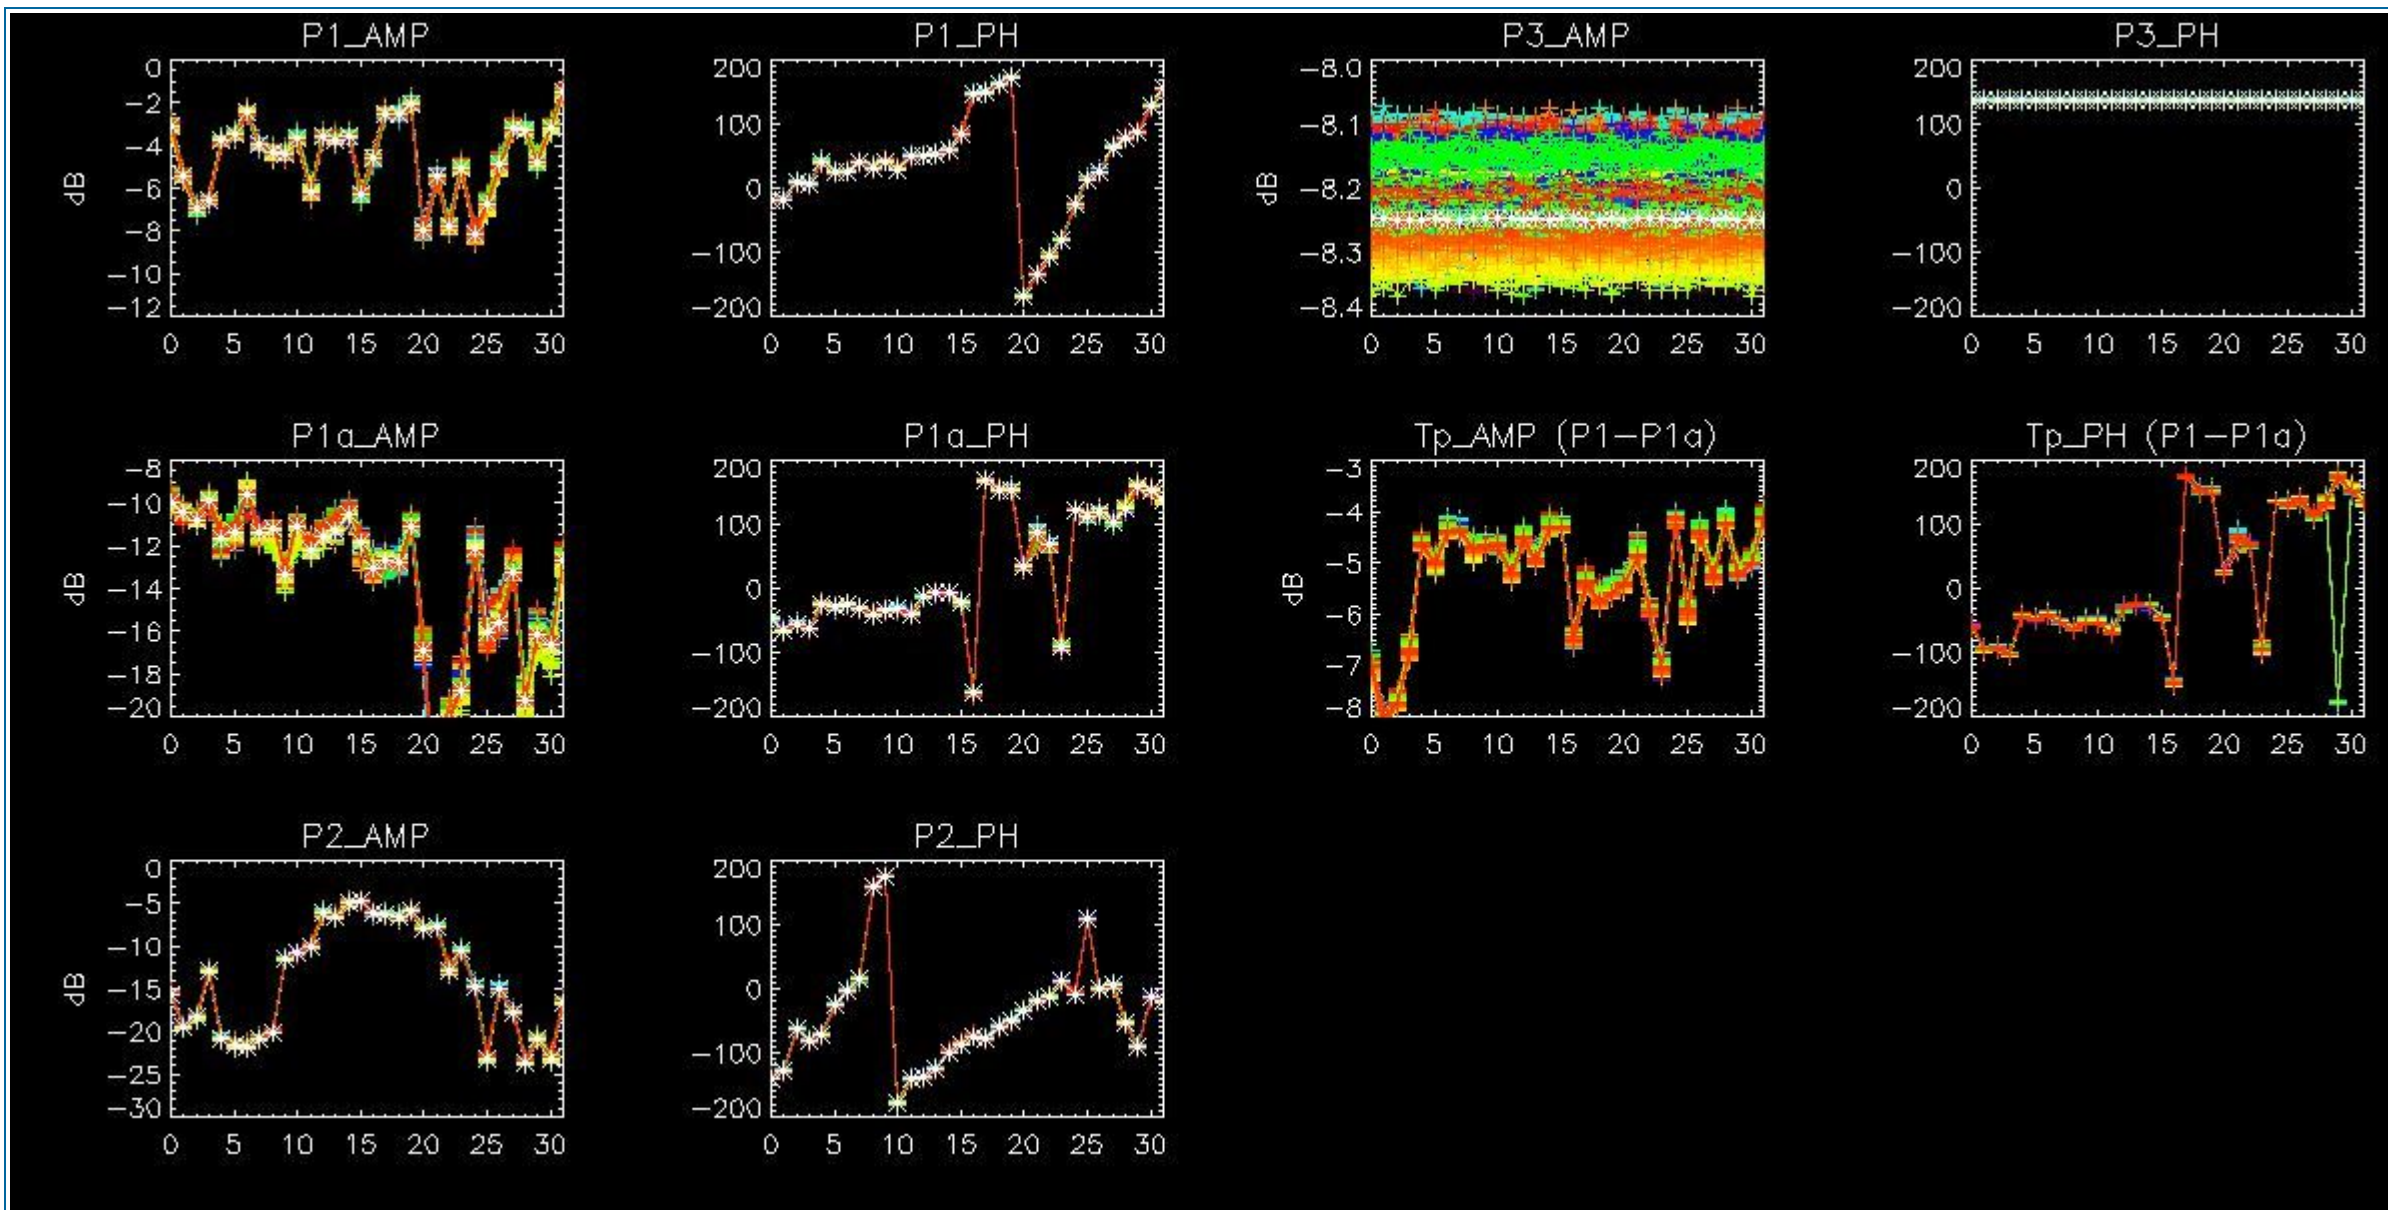 P1_AMP
0
−2
−4
−6
−8
−10
−12
dB
0 5 10 15 20 25 30
P1_PH
200
100
0
−100
−200
0 5 10 15 20 25 30
P3_AMP
−8.0
−8.1
−8.2
−8.3
−8.4
dB
0 5 10 15 20 25 30
P3_PH
200
100
0
−100
−200
0 5 10 15 20 25 30
P1a_AMP
−8
−10
−12
−14
−16
−18
−20
dB
0 5 10 15 20 25 30
P1a_PH
200
100
0
−100
−200
0 5 10 15 20 25 30
Tp_AMP (P1−P1a)
−3
−4
−5
−6
−7
−8
dB
0 5 10 15 20 25 30
Tp_PH (P1−P1a)
200
100
0
−100
−200
0 5 10 15 20 25 30
P2_AMP
0
−5
−10
−15
−20
−25
−30
dB
0 5 10 15 20 25 30
P2_PH
200
100
0
−100
−200
0 5 10 15 20 25 30